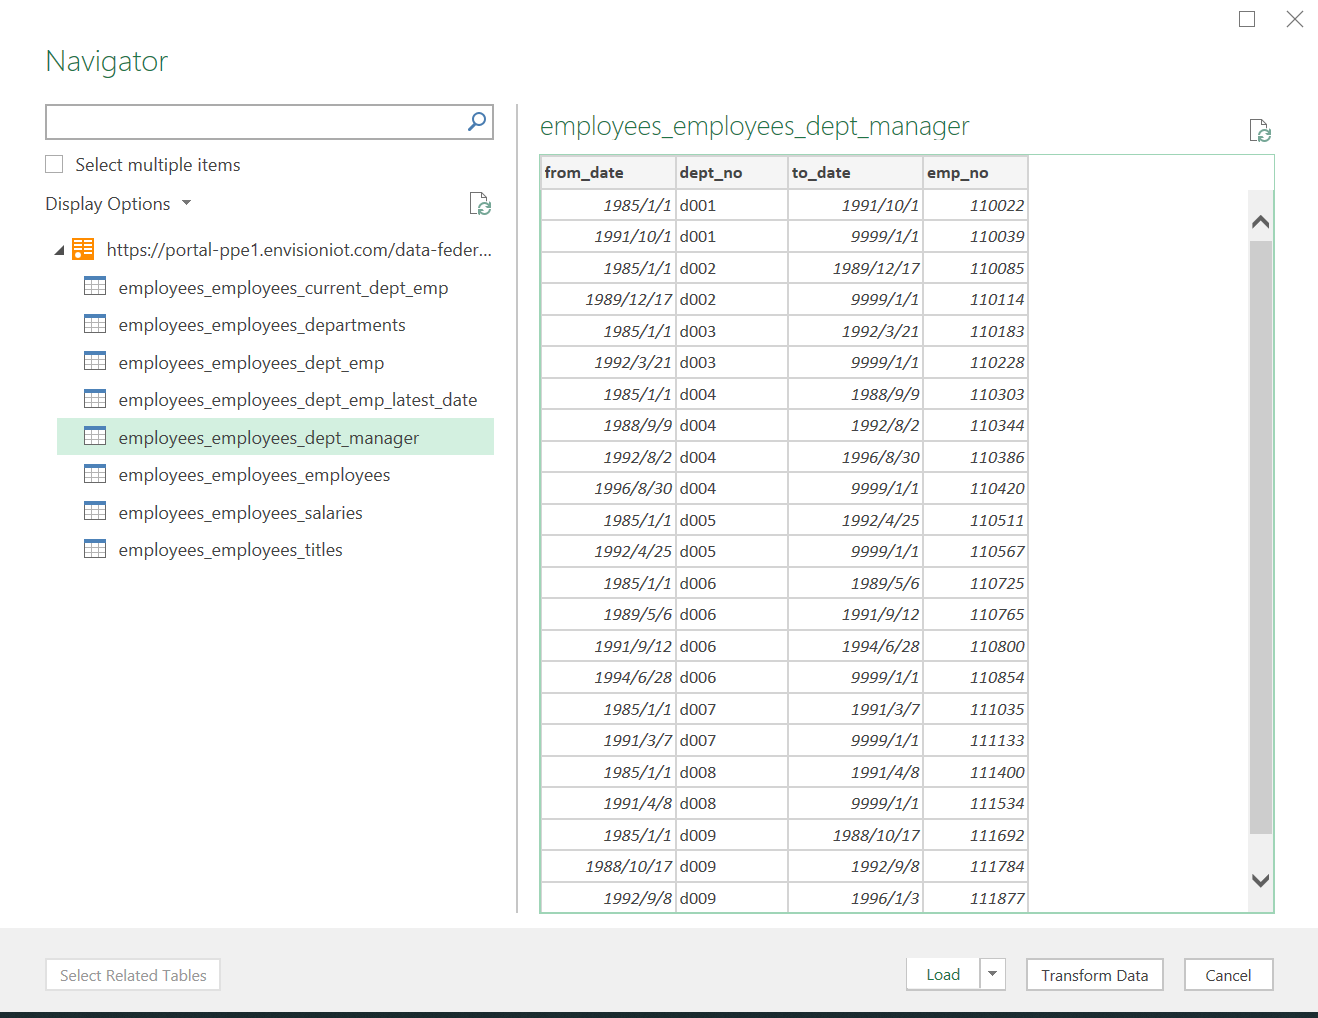 Navigator
Select multiple items
Display Options
https://portal-ppe1.envisioniot.com/data-feder...
employees_employees_current_dept_emp
employees_employees_departments
employees_employees_dept_emp
employees_employees_dept_emp_latest_date
employees_employees_dept_manager
employees_employees_employees
employees_employees_salaries
employees_employees_titles
employees_employees_dept_manager
from_date dept_no to_date emp_no
1985/1/1 d001 1991/10/1 110022
1991/10/1 d001 9999/1/1 110039
1985/1/1 d002 1989/12/17 110085
1989/12/17 d002 9999/1/1 110114
1985/1/1 d003 1992/3/21 110183
1992/3/21 d003 9999/1/1 110228
1985/1/1 d004 1988/9/9 110303
1988/9/9 d004 1992/8/2 110344
1992/8/2 d004 1996/8/30 110386
1996/8/30 d004 9999/1/1 110420
1985/1/1 d005 1992/4/25 110511
1992/4/25 d005 9999/1/1 110567
1985/1/1 d006 1989/5/6 110725
1989/5/6 d006 1991/9/12 110765
1991/9/12 d006 1994/6/28 110800
1994/6/28 d006 9999/1/1 110854
1985/1/1 d007 1991/3/7 111035
1991/3/7 d007 9999/1/1 111133
1985/1/1 d008 1991/4/8 111400
1991/4/8 d008 9999/1/1 111534
1985/1/1 d009 1988/10/17 111692
1988/10/17 d009 1992/9/8 111784
1992/9/8 d009 1996/1/3 111877
Select Related Tables
Load
Transform Data
Cancel